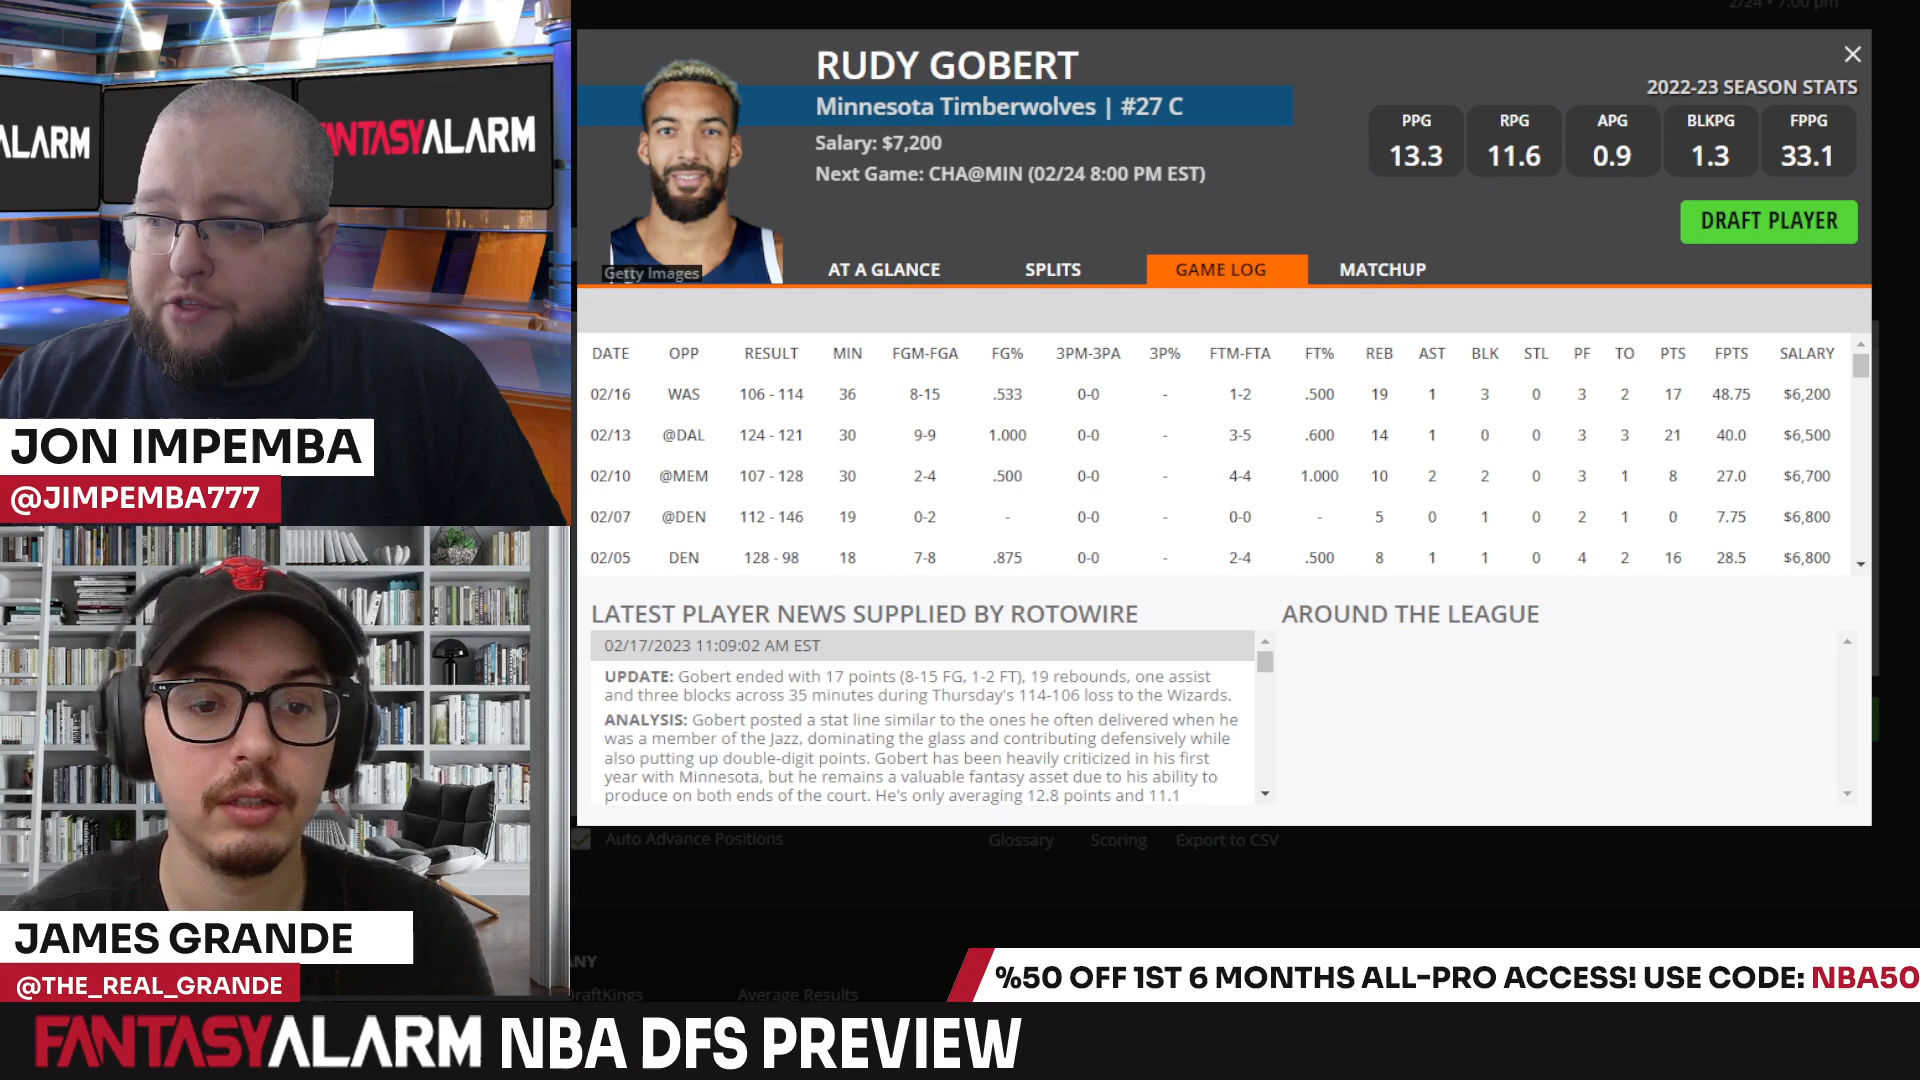 2/24 • 7:00 pm
ALARM
FANTASYALARM
JON IMPEMBA
@JIMPEMBA777
JAMES GRANDE
@THE_REAL_GRANDE
RUDY GOBERT
Minnesota Timberwolves | #27 C
Salary: $7,200
Next Game: CHA@MIN (02/24 8:00 PM EST)
Getty Images
2022-23 SEASON STATS
PPG RPG APG BLKPG FPPG
13.3 11.6 0.9 1.3 33.1
DRAFT PLAYER
AT A GLANCE SPLITS GAME LOG MATCHUP
DATE OPP RESULT MIN FGM-FGA FG% 3PM-3PA 3P% FTM-FTA FT% REB AST BLK STL PF TO PTS FPTS SALARY
02/16 WAS 106 - 114 36 8-15 .533 0-0 - 1-2 .500 19 1 3 0 3 2 17 48.75 $6,200
02/13 @DAL 124 - 121 30 9-9 1.000 0-0 - 3-5 .600 14 1 0 0 3 3 21 40.0 $6,500
02/10 @MEM 107 - 128 30 2-4 .500 0-0 - 4-4 1.000 10 2 2 0 3 1 8 27.0 $6,700
02/07 @DEN 112 - 146 19 0-2 - 0-0 - 0-0 - 5 0 1 0 2 1 0 7.75 $6,800
02/05 DEN 128 - 98 18 7-8 .875 0-0 - 2-4 .500 8 1 1 0 4 2 16 28.5 $6,800
LATEST PLAYER NEWS SUPPLIED BY ROTOWIRE
02/17/2023 11:09:02 AM EST
UPDATE: Gobert ended with 17 points (8-15 FG, 1-2 FT), 19 rebounds, one assist
and three blocks across 35 minutes during Thursday's 114-106 loss to the Wizards.
ANALYSIS: Gobert posted a stat line similar to the ones he often delivered when he
was a member of the Jazz, dominating the glass and contributing defensively while
also putting up double-digit points. Gobert has been heavily criticized in his first
year with Minnesota, but he remains a valuable fantasy asset due to his ability to
produce on both ends of the court. He's only averaging 12.8 points and 11.1
AROUND THE LEAGUE
Auto Advance Positions
Glossary Scoring Export to CSV
ANY
DraftKings Average Results
%50 OFF 1ST 6 MONTHS ALL-PRO ACCESS! USE CODE: NBA50
FANTASYALARM NBA DFS PREVIEW